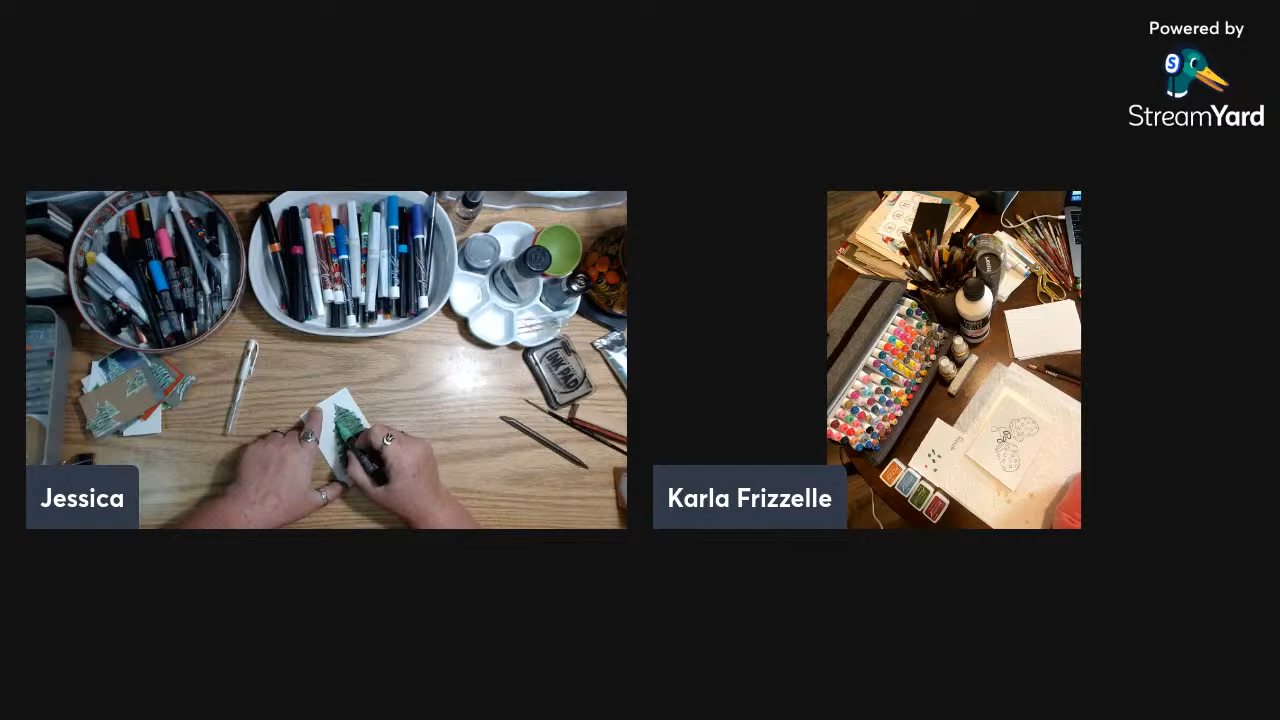 Powered by
S
StreamYard
INK PAD
Jessica
Karla Frizzelle